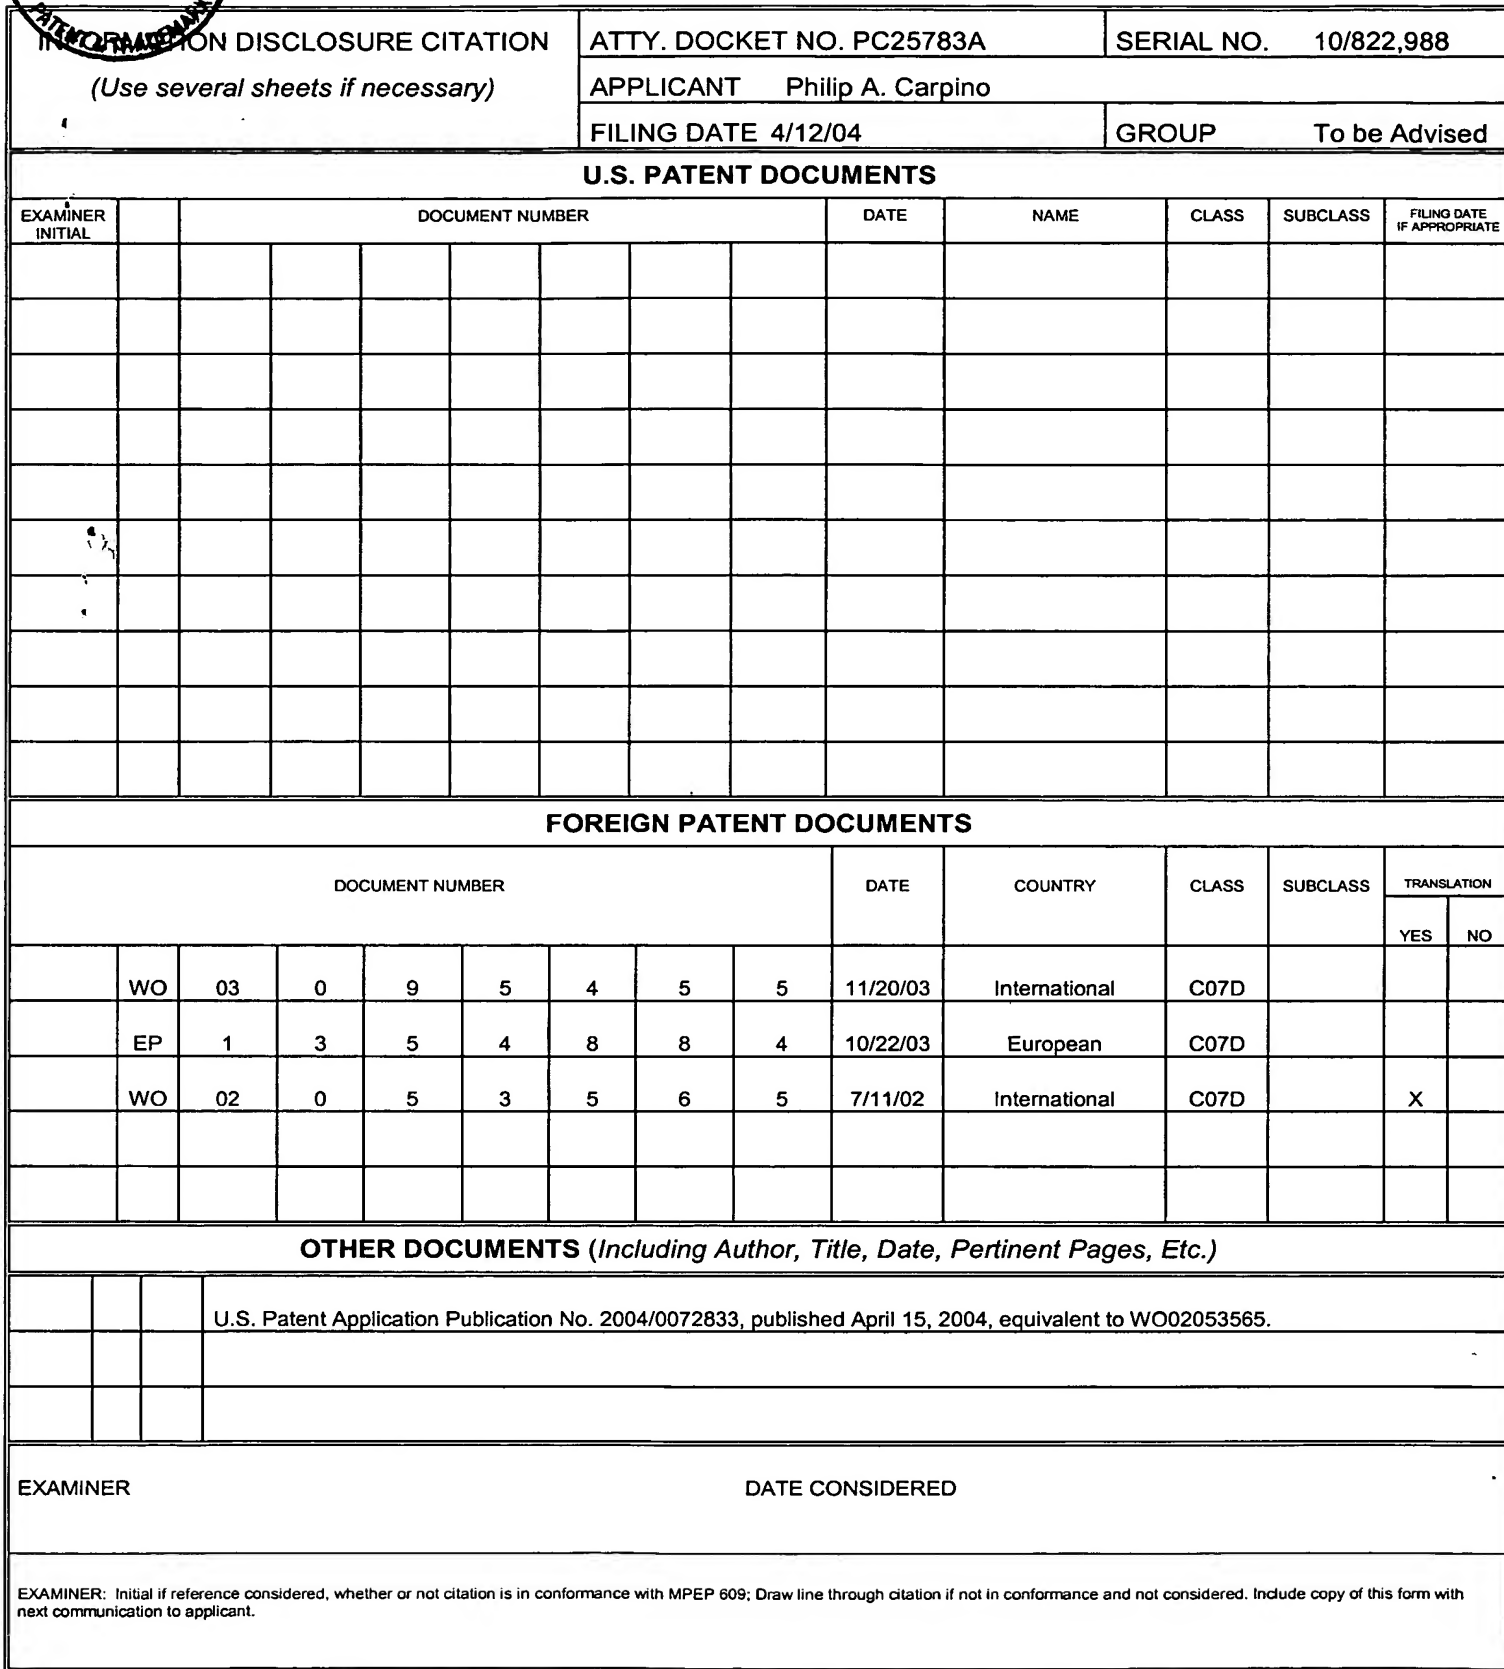 PATENT & TRADEMARK
INFORMATION DISCLOSURE CITATION
(Use several sheets if necessary)
ATTY. DOCKET NO. PC25783A
SERIAL NO. 10/822,988
APPLICANT Philip A. Carpino
FILING DATE 4/12/04
GROUP To be Advised
U.S. PATENT DOCUMENTS
EXAMINER INITIAL DOCUMENT NUMBER DATE NAME CLASS SUBCLASS FILING DATE IF APPROPRIATE
FOREIGN PATENT DOCUMENTS
DOCUMENT NUMBER DATE COUNTRY CLASS SUBCLASS TRANSLATION
YES NO
WO 03 0 9 5 4 5 5 11/20/03 International C07D
EP 1 3 5 4 8 8 4 10/22/03 European C07D
WO 02 0 5 3 5 6 5 7/11/02 International C07D X
OTHER DOCUMENTS (Including Author, Title, Date, Pertinent Pages, Etc.)
U.S. Patent Application Publication No. 2004/0072833, published April 15, 2004, equivalent to WO02053565.
EXAMINER DATE CONSIDERED
EXAMINER: Initial if reference considered, whether or not citation is in conformance with MPEP 609; Draw line through citation if not in conformance and not considered. Include copy of this form with
next communication to applicant.